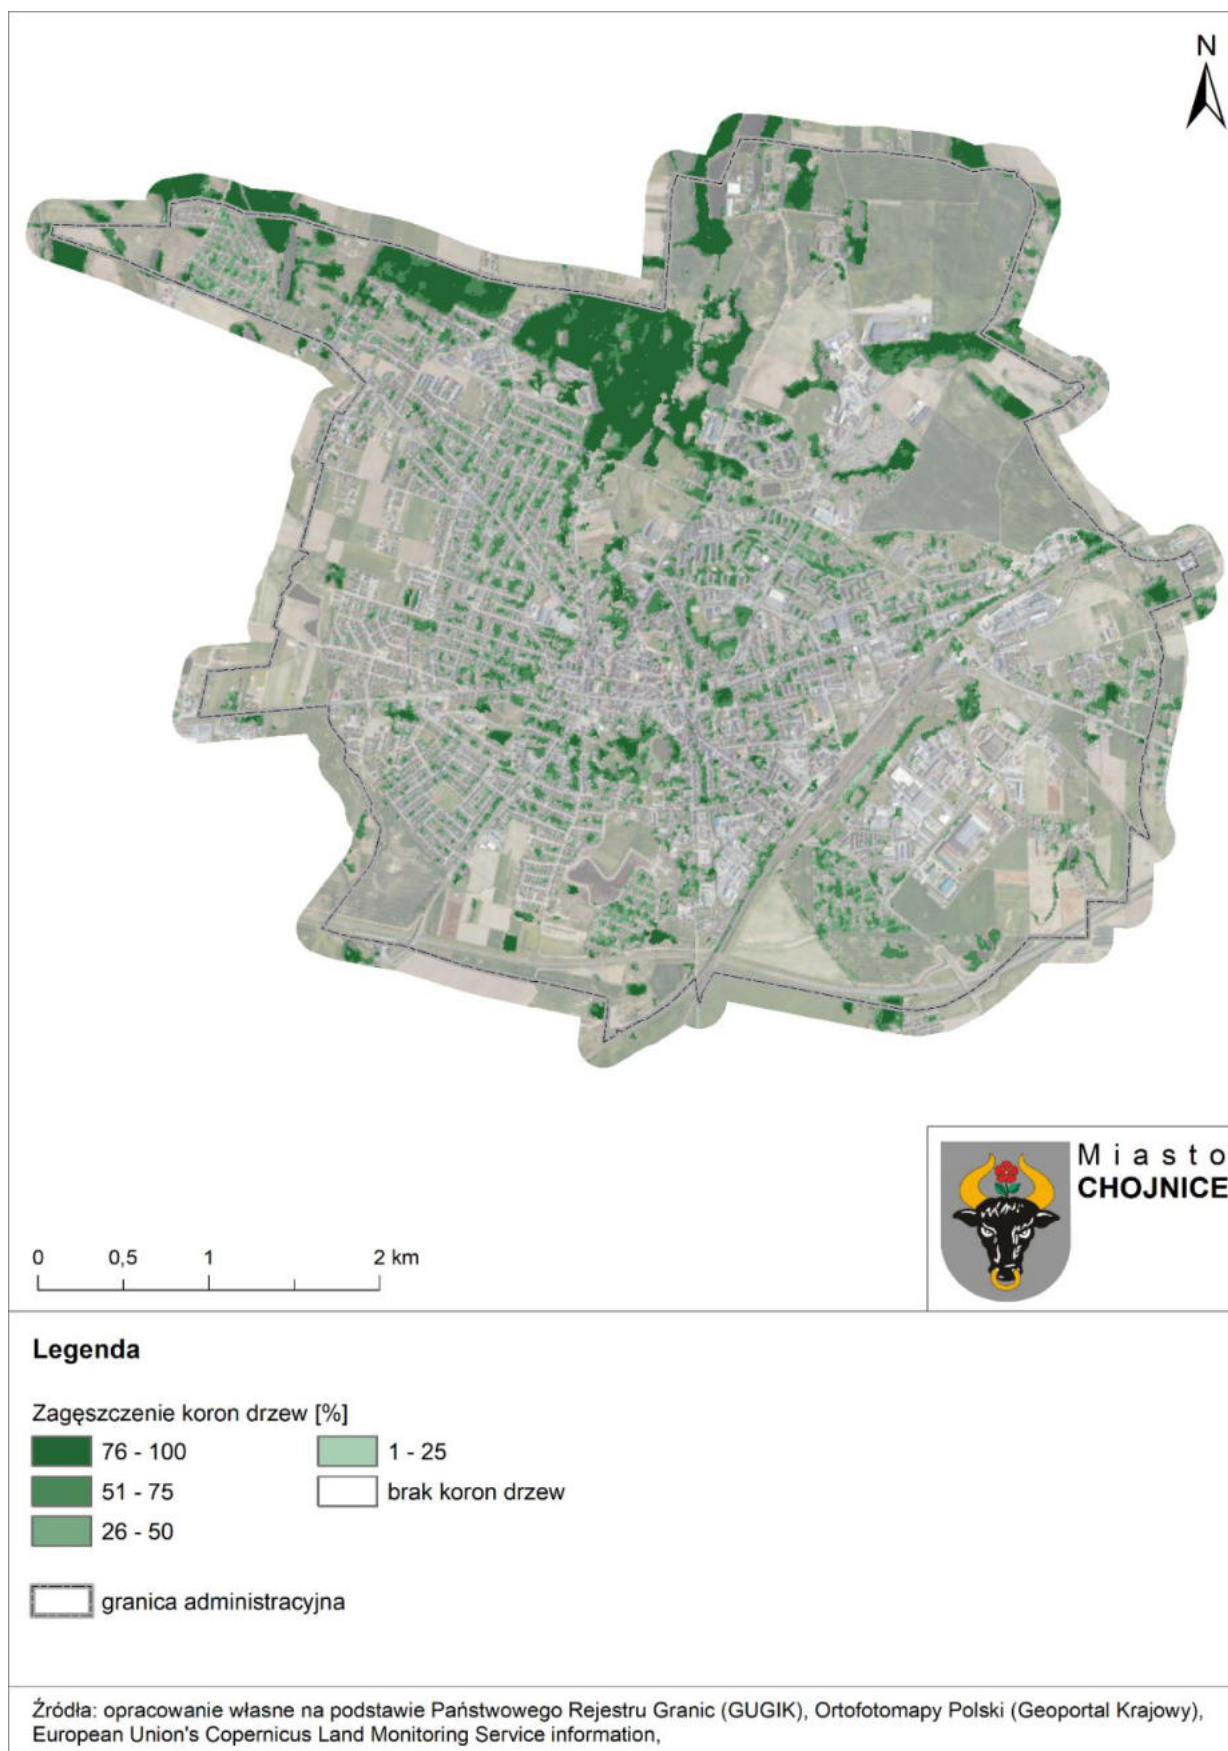 N
Miasto
CHOJNICE
0 0,5 1 2 km
Legenda
Zagęszczenie koron drzew [%]
76 - 100
51 - 75
26 - 50
1 - 25
brak koron drzew
granica administracyjna
Źródła: opracowanie własne na podstawie Państwowego Rejestru Granic (GUGIK), Ortofotomapy Polski (Geoportal Krajowy),
European Union's Copernicus Land Monitoring Service information,